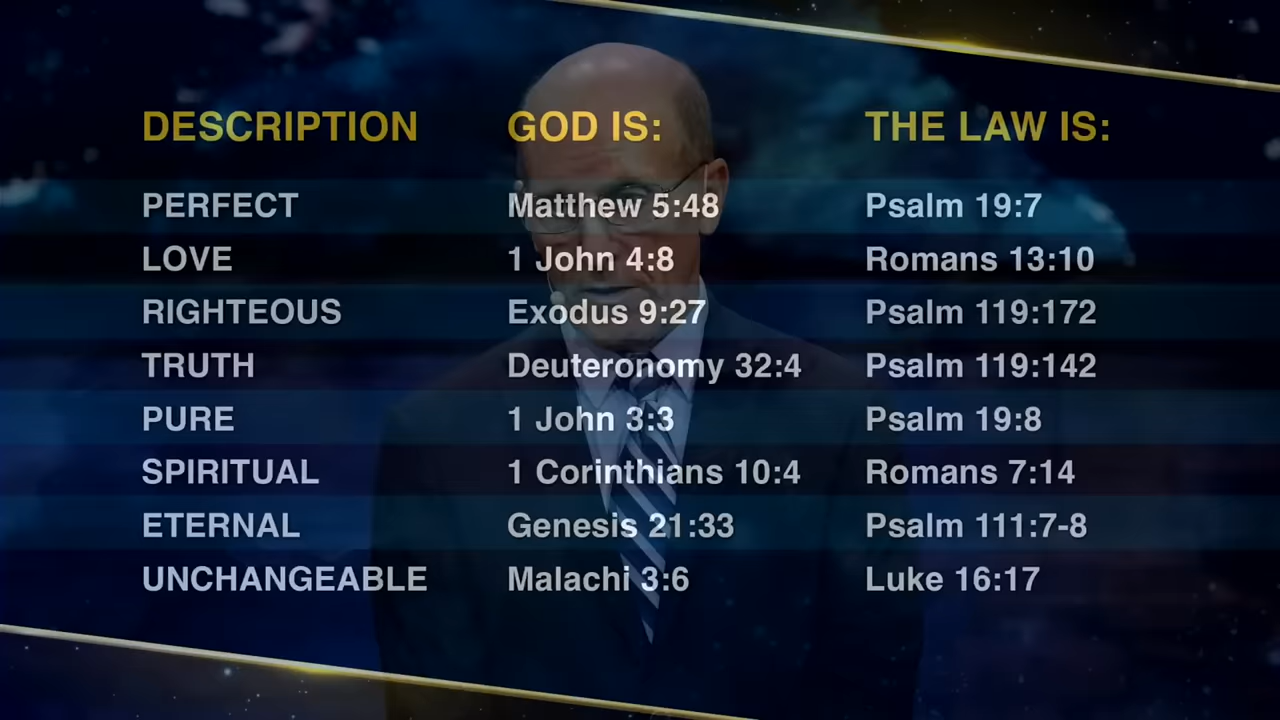 DESCRIPTION GOD IS: THE LAW IS:
PERFECT Matthew 5:48 Psalm 19:7
LOVE 1 John 4:8 Romans 13:10
RIGHTEOUS Exodus 9:27 Psalm 119:172
TRUTH Deuteronomy 32:4 Psalm 119:142
PURE 1 John 3:3 Psalm 19:8
SPIRITUAL 1 Corinthians 10:4 Romans 7:14
ETERNAL Genesis 21:33 Psalm 111:7-8
UNCHANGEABLE Malachi 3:6 Luke 16:17